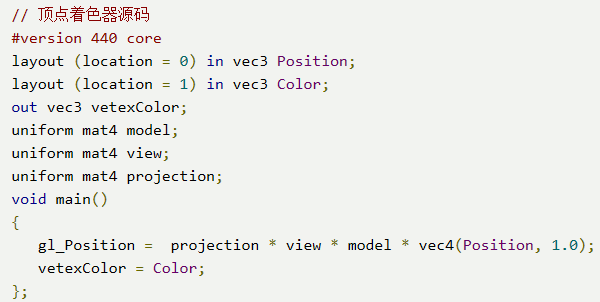 // 顶点着色器源码
#version 440 core
layout (location = 0) in vec3 Position;
layout (location = 1) in vec3 Color;
out vec3 vetexColor;
uniform mat4 model;
uniform mat4 view;
uniform mat4 projection;
void main()
{
   gl_Position =  projection * view * model * vec4(Position, 1.0);
   vetexColor = Color;
};